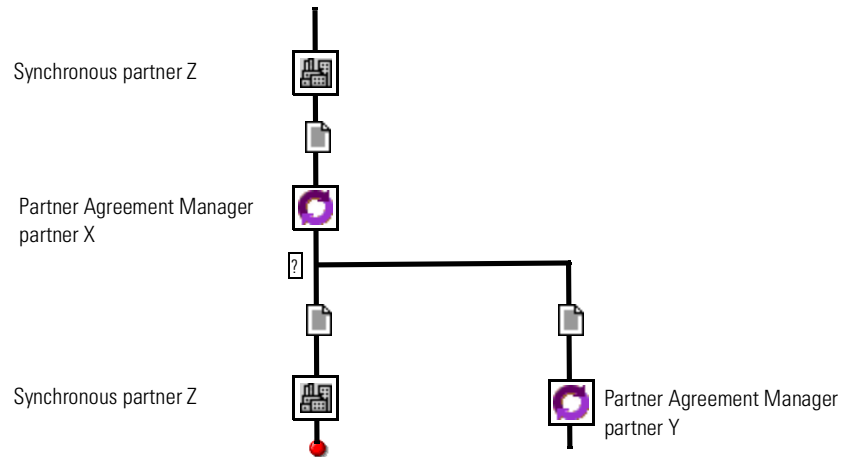 Synchronous partner Z
Partner Agreement Manager
partner X
?
Synchronous partner Z
Partner Agreement Manager
partner Y